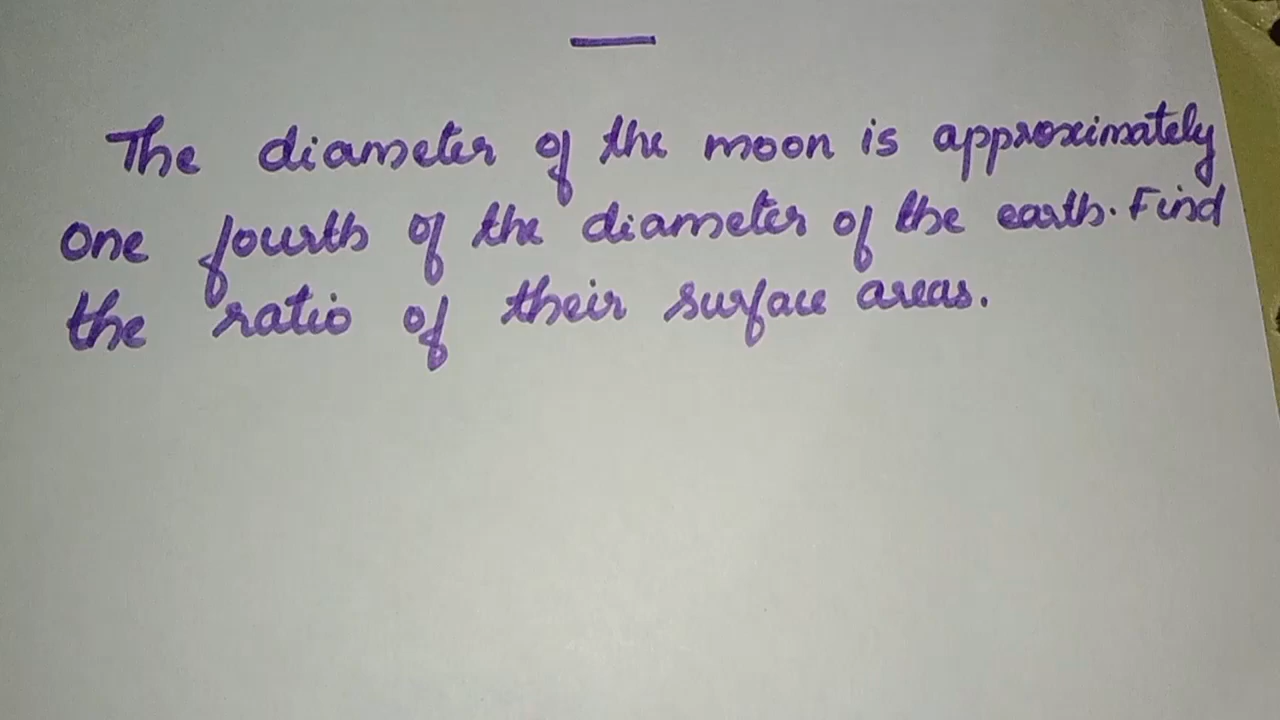 The diameter of the moon is approximately
one fourth of the diameter of the earth. Find
the ratio of their surface areas.